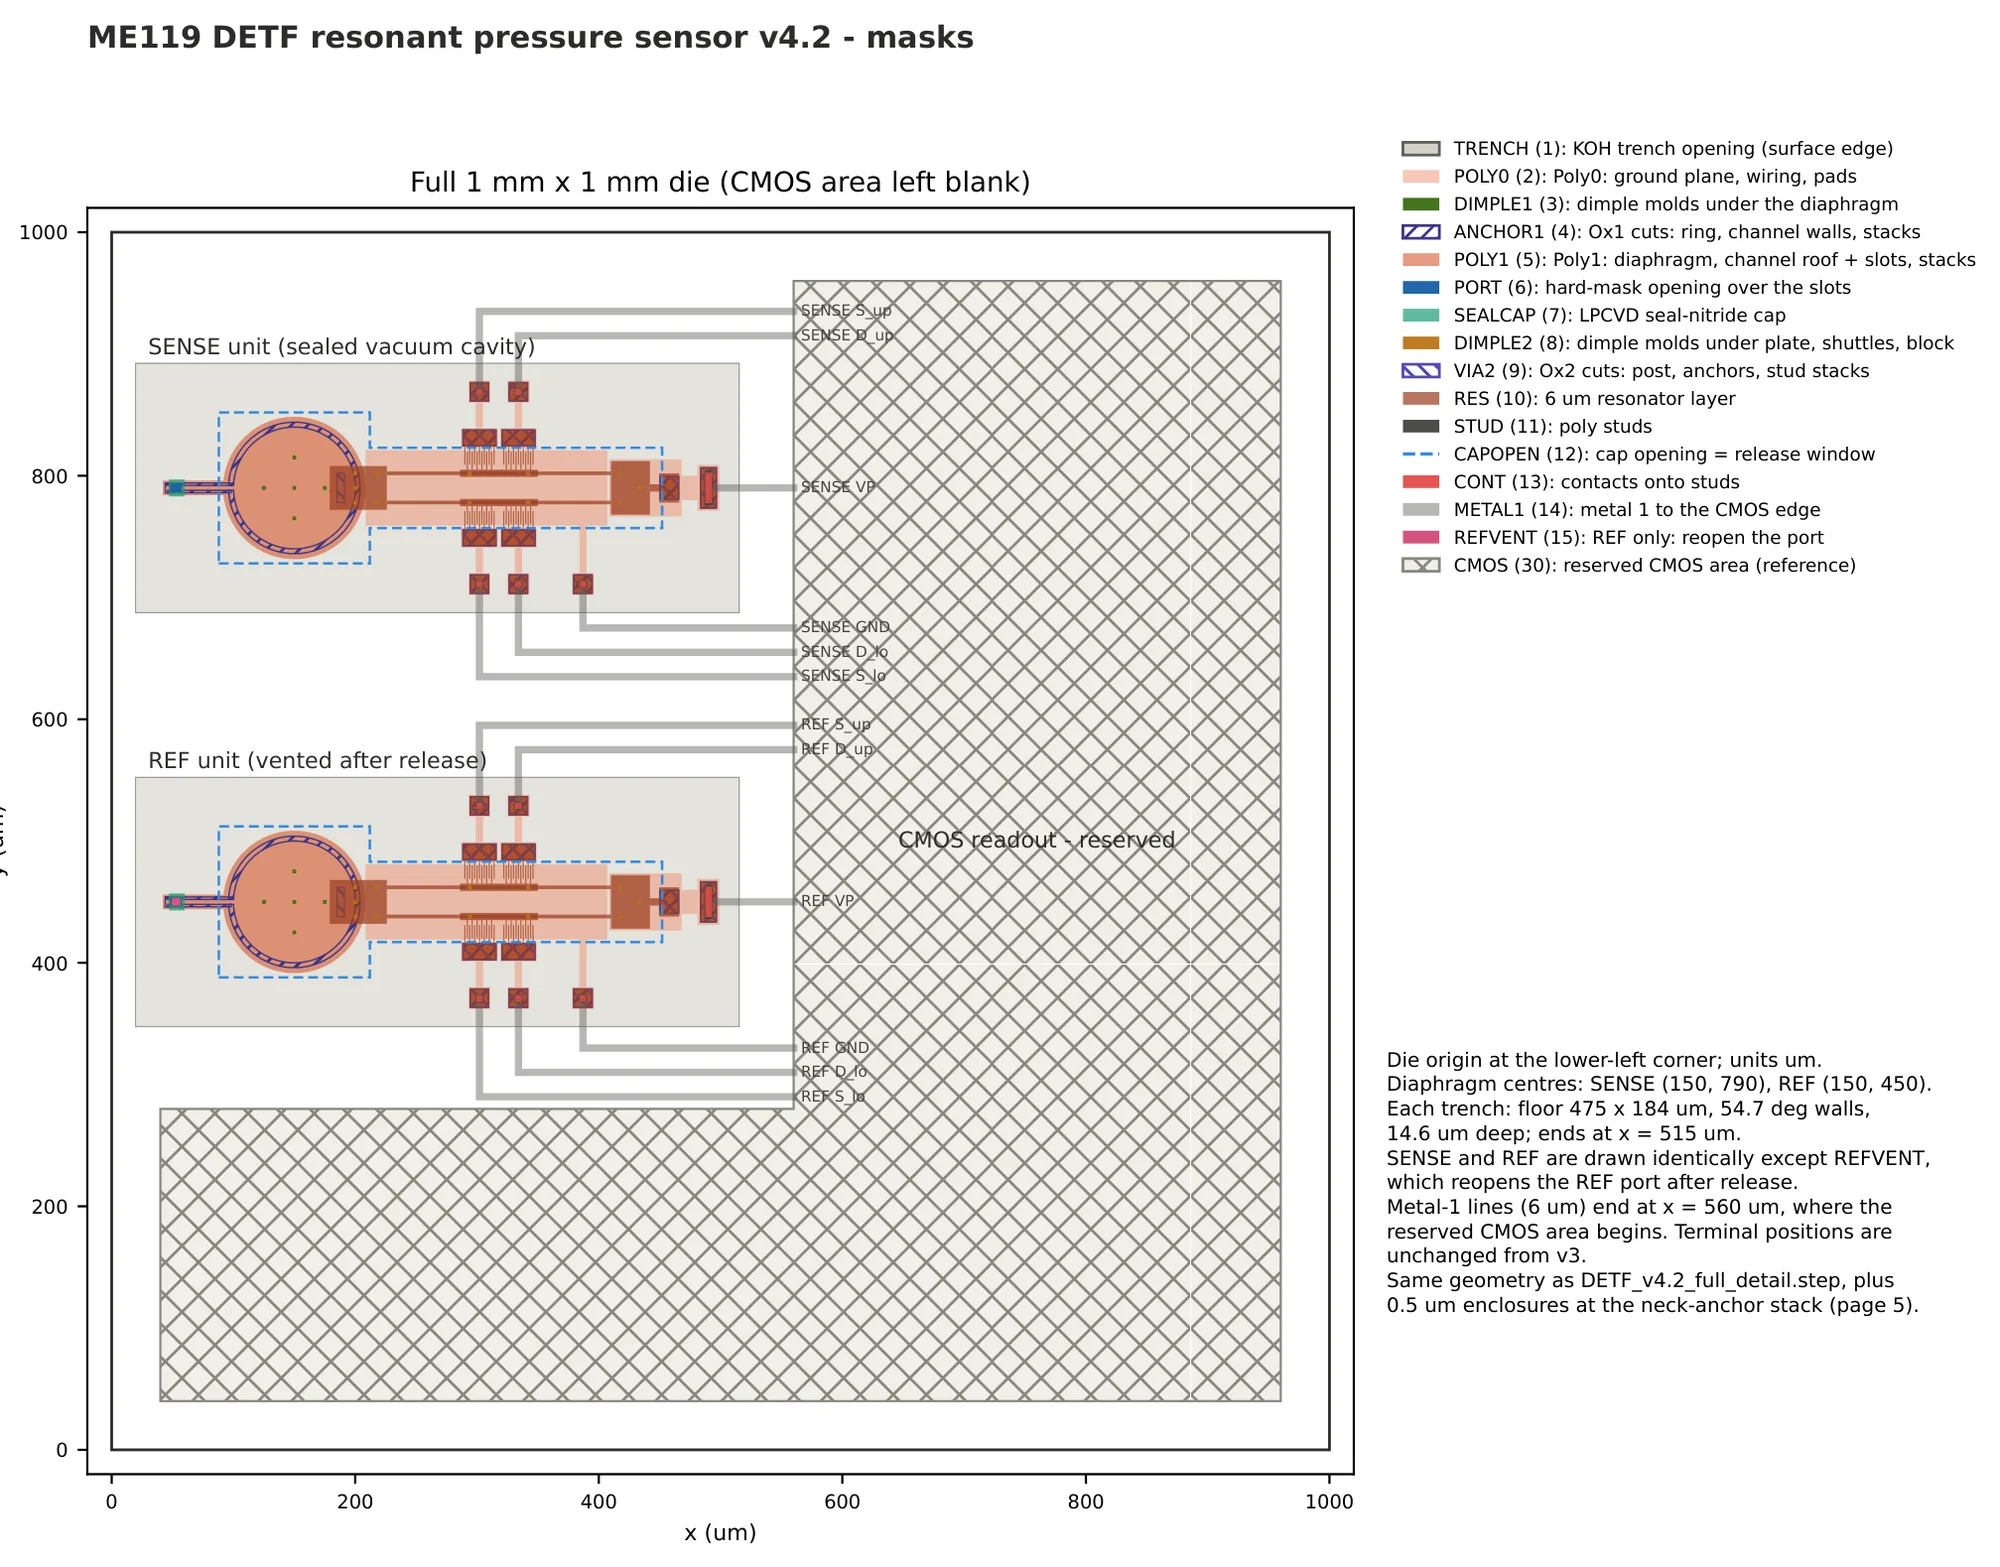 ME119 DETF resonant pressure sensor v4.2 - masks
Full 1 mm x 1 mm die (CMOS area left blank)
1000
800
600
400
200
0
0
200
400
600
800
1000
x (um)
SENSE unit (sealed vacuum cavity)
SENSE S_up
SENSE D_up
SENSE VP
SENSE GND
SENSE D_lo
SENSE S_lo
REF unit (vented after release)
REF S_up
REF D_up
REF VP
REF GND
REF D_lo
REF S_lo
CMOS readout - reserved
TRENCH (1): KOH trench opening (surface edge)
POLY0 (2): Poly0: ground plane, wiring, pads
DIMPLE1 (3): dimple molds under the diaphragm
ANCHOR1 (4): Ox1 cuts: ring, channel walls, stacks
POLY1 (5): Poly1: diaphragm, channel roof + slots, stacks
PORT (6): hard-mask opening over the slots
SEALCAP (7): LPCVD seal-nitride cap
DIMPLE2 (8): dimple molds under plate, shuttles, block
VIA2 (9): Ox2 cuts: post, anchors, stud stacks
RES (10): 6 um resonator layer
STUD (11): poly studs
CAPOPEN (12): cap opening = release window
CONT (13): contacts onto studs
METAL1 (14): metal 1 to the CMOS edge
REFVENT (15): REF only: reopen the port
CMOS (30): reserved CMOS area (reference)
Die origin at the lower-left corner; units um.
Diaphragm centres: SENSE (150, 790), REF (150, 450).
Each trench: floor 475 x 184 um, 54.7 deg walls,
14.6 um deep; ends at x = 515 um.
SENSE and REF are drawn identically except REFVENT,
which reopens the REF port after release.
Metal-1 lines (6 um) end at x = 560 um, where the
reserved CMOS area begins. Terminal positions are
unchanged from v3.
Same geometry as DETF_v4.2_full_detail.step, plus
0.5 um enclosures at the neck-anchor stack (page 5).